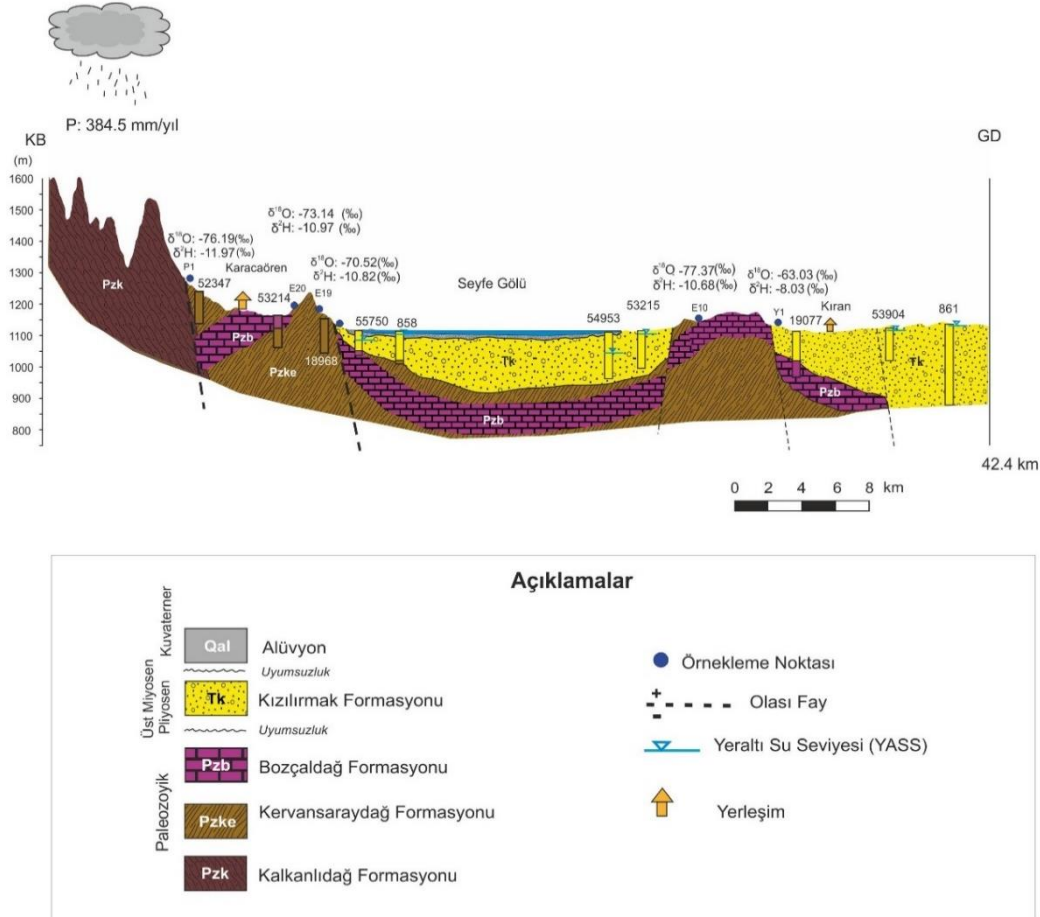 P: 384.5 mm/yıl
KB
GD
(m)
1600
1500
1400
1300
1200
1100
1000
900
800
δ¹⁸O: -76.19(‰)
δ²H: -11.97(‰)
P1
52347
Karacaören
δ¹⁸O: -73.14 (‰)
δ²H: -10.97 (‰)
δ¹⁸O: -70.52(‰)
δ²H: -10.82(‰)
53214
E20
E19
18968
55750
858
Seyfe Gölü
54953
53215
δ¹⁸O: -77.37(‰)
δ²H: -10.68(‰)
E10
δ¹⁸O: -63.03(‰)
δ²H: -8.03(‰)
Y1
Kıran
19077
53904
861
Pzk
Pzb
Pzke
Tk
Pzb
Pzb
Tk
42.4 km
0 2 4 6 8 km
Açıklamalar
Kuvaterner
Qal Alüvyon
Uyumsuzluk
Üst Miyosen
Pliyosen
Tk Kızılırmak Formasyonu
Uyumsuzluk
Paleozoyik
Pzb Bozçaldağ Formasyonu
Pzke Kervansaraydağ Formasyonu
Pzk Kalkanlıdağ Formasyonu
Örnekleme Noktası
+
- Olası Fay
Yeraltı Su Seviyesi (YASS)
Yerleşim